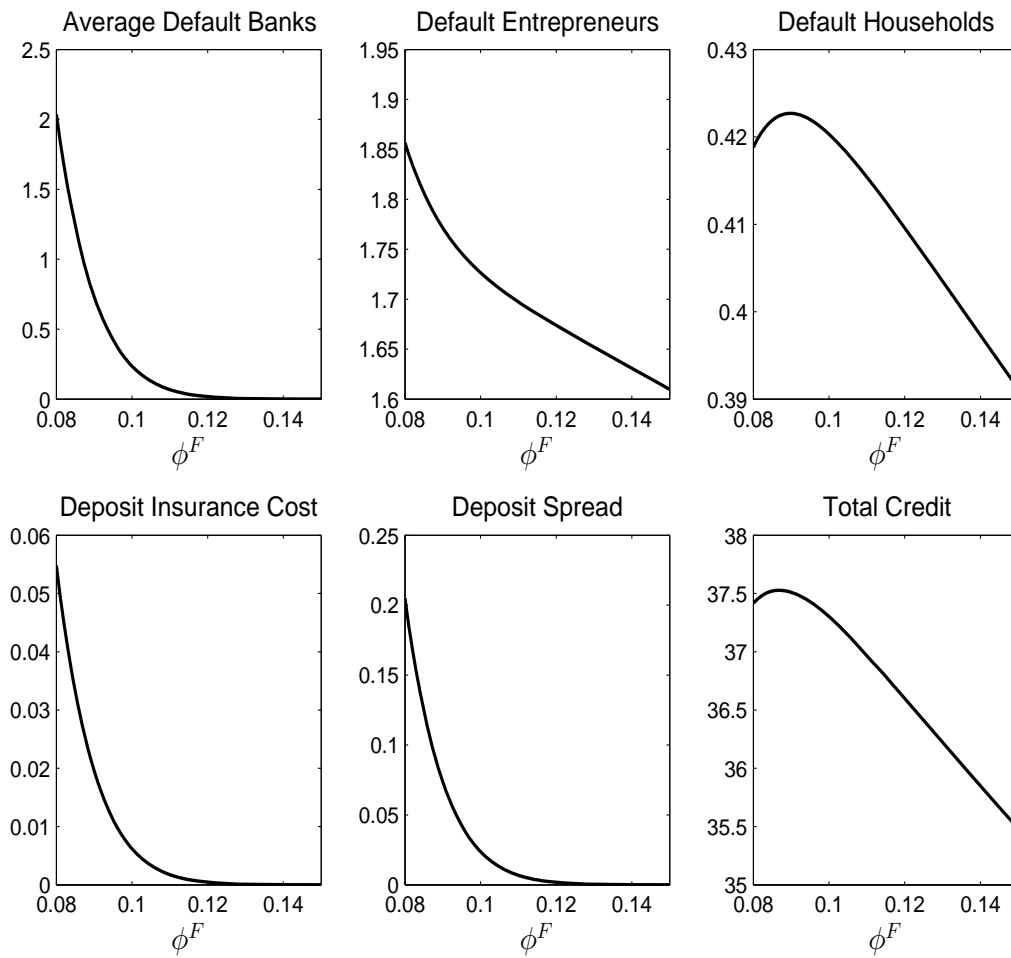 Average Default Banks
2.5
2
1.5
1
0.5
0
0.08 0.1 0.12 0.14
ϕ^F
Default Entrepreneurs
1.95
1.9
1.85
1.8
1.75
1.7
1.65
1.6
0.08 0.1 0.12 0.14
ϕ^F
Default Households
0.43
0.42
0.41
0.4
0.39
0.08 0.1 0.12 0.14
ϕ^F
Deposit Insurance Cost
0.06
0.05
0.04
0.03
0.02
0.01
0
0.08 0.1 0.12 0.14
ϕ^F
Deposit Spread
0.25
0.2
0.15
0.1
0.05
0
0.08 0.1 0.12 0.14
ϕ^F
Total Credit
38
37.5
37
36.5
36
35.5
35
0.08 0.1 0.12 0.14
ϕ^F